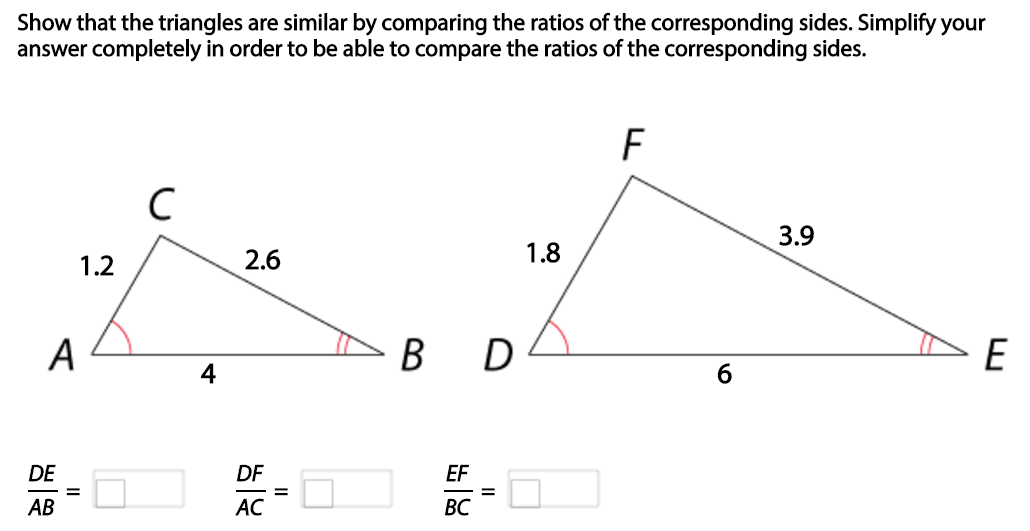 Show that the triangles are similar by comparing the ratios of the corresponding sides. Simplify your
answer completely in order to be able to compare the ratios of the corresponding sides.
F
C
3.9
1.8
1.2
2.6
A
B
D
E
4
6
DE
AB
=
DF
AC
=
EF
BC
=